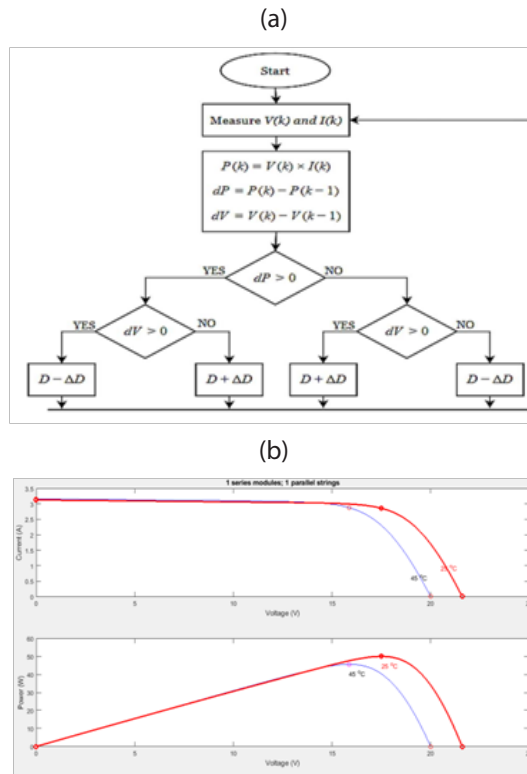 (a)
Start
Measure V(k) and I(k)
P(k) = V(k) × I(k)
dP = P(k) − P(k − 1)
dV = V(k) − V(k − 1)
YES
dP > 0
NO
YES
dV > 0
NO
YES
dV > 0
NO
D − ΔD
D + ΔD
D + ΔD
D − ΔD
(b)
1 series modules; 1 parallel strings
3.5
3
2.5
2
1.5
1
0.5
0
Current (A)
45 °C
25 °C
0
5
10
15
20
Voltage (V)
60
50
40
30
20
10
0
Power (W)
45 °C
25 °C
0
5
10
15
20
Voltage (V)